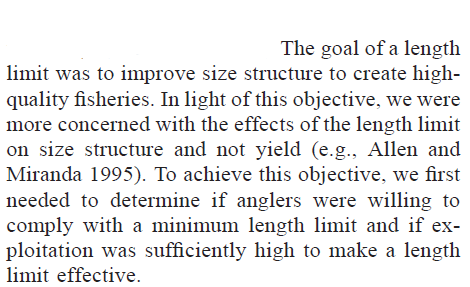 The goal of a length
limit was to improve size structure to create high-
quality fisheries. In light of this objective, we were
more concerned with the effects of the length limit
on size structure and not yield (e.g., Allen and
Miranda 1995). To achieve this objective, we first
needed to determine if anglers were willing to
comply with a minimum length limit and if ex-
ploitation was sufficiently high to make a length
limit effective.